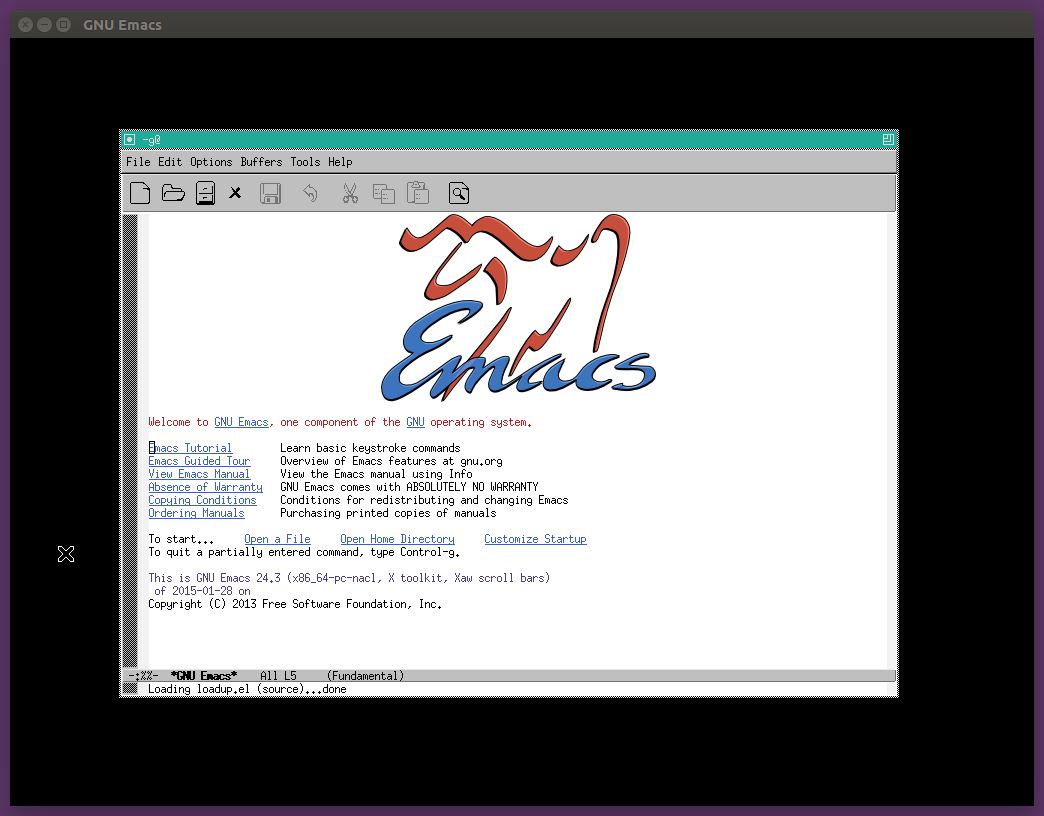 GNU Emacs
-g@
File Edit Options Buffers Tools Help
Emacs
Welcome to GNU Emacs, one component of the GNU operating system.
Emacs Tutorial Learn basic keystroke commands
Emacs Guided Tour Overview of Emacs features at gnu.org
View Emacs Manual View the Emacs manual using Info
Absence of Warranty GNU Emacs comes with ABSOLUTELY NO WARRANTY
Copying Conditions Conditions for redistributing and changing Emacs
Ordering Manuals Purchasing printed copies of manuals
To start... Open a File Open Home Directory Customize Startup
To quit a partially entered command, type Control-g.
This is GNU Emacs 24.3 (x86_64-pc-nacl, X toolkit, Xaw scroll bars)
of 2015-01-28 on
Copyright (C) 2013 Free Software Foundation, Inc.
-:%%- *GNU Emacs* All L5 (Fundamental)
Loading loadup.el (source)...done